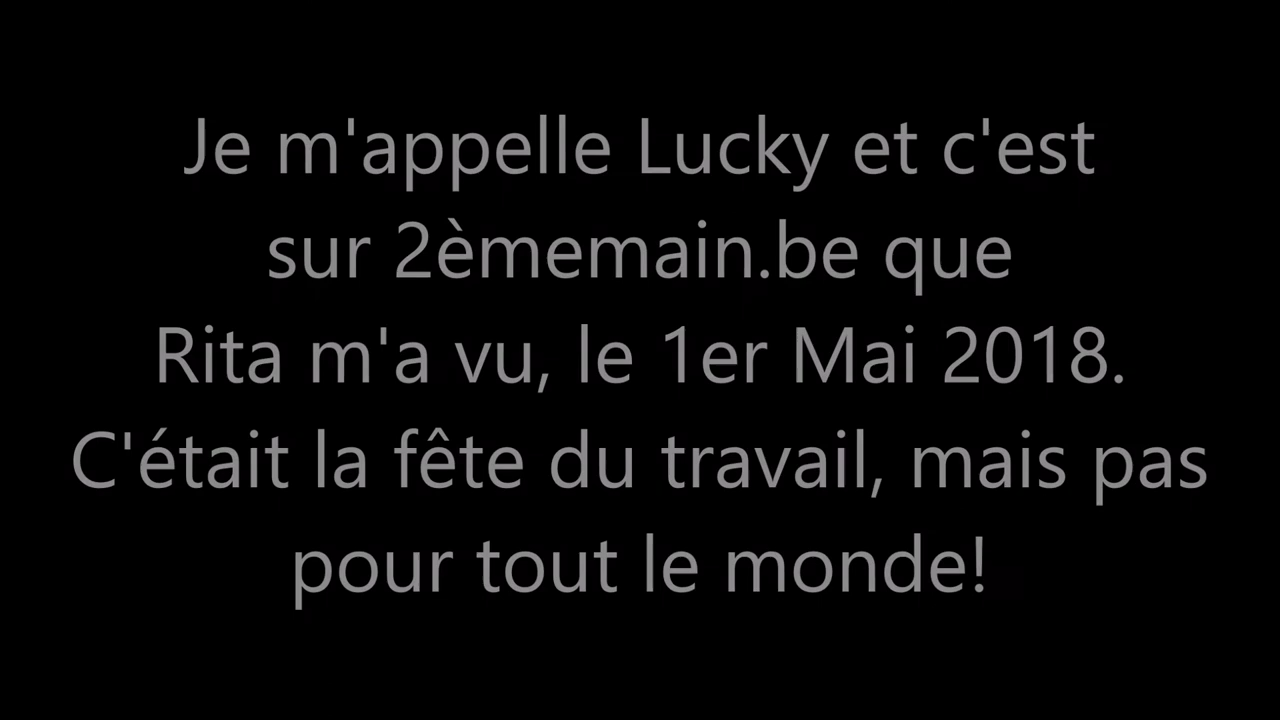 Je m'appelle Lucky et c'est
sur 2èmemain.be que
Rita m'a vu, le 1er Mai 2018.
C'était la fête du travail, mais pas
pour tout le monde!